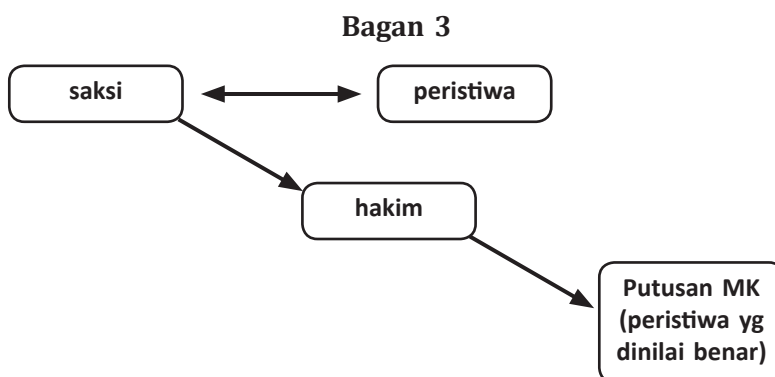 Bagan 3
saksi
peristiwa
hakim
Putusan MK
(peristiwa yg
dinilai benar)